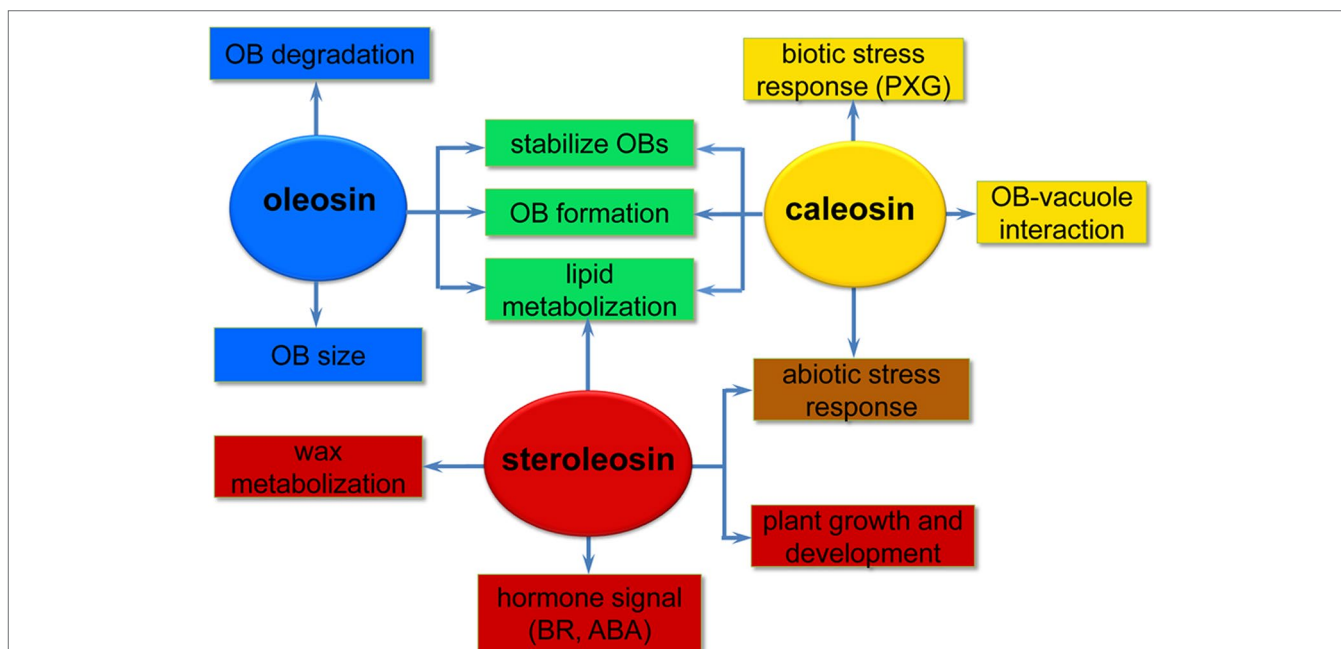 OB degradation
biotic stress
response (PXG)
stabilize OBs
oleosin
OB formation
caleosin
OB-vacuole
interaction
lipid
metabolization
OB size
abiotic stress
response
wax
metabolization
steroleosin
plant growth and
development
hormone signal
(BR, ABA)